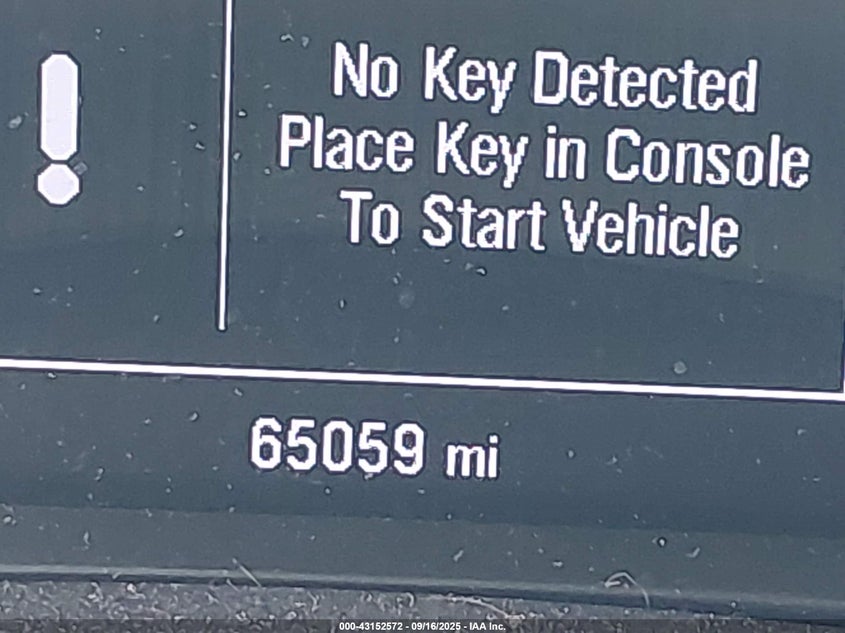 No Key Detected
Place Key in Console
To Start Vehicle
65059 mi
000-43152572 - 09/16/2025 - IAA Inc.